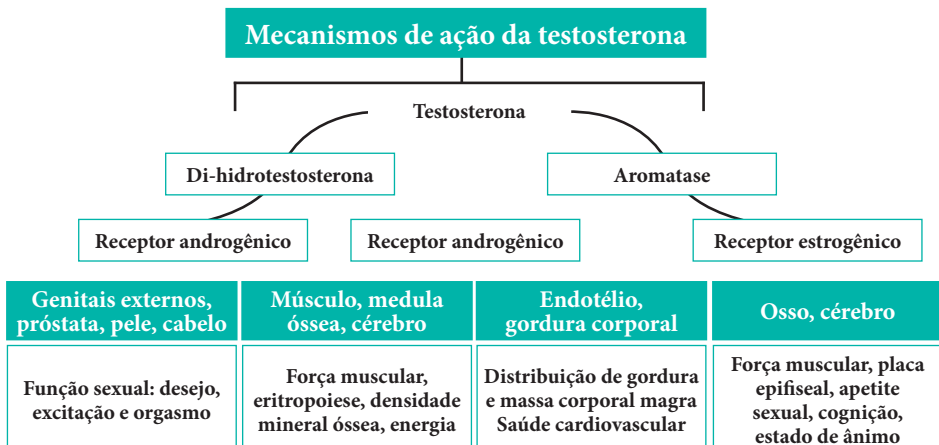 Mecanismos de ação da testosterona
Testosterona
Di-hidrotestosterona
Aromatase
Receptor androgênico
Receptor androgênico
Receptor estrogênico
Genitais externos,
próstata, pele, cabelo
Músculo, medula
óssea, cérebro
Endotélio,
gordura corporal
Osso, cérebro
Função sexual: desejo,
excitação e orgasmo
Força muscular,
eritropoiese, densidade
mineral óssea, energia
Distribuição de gordura
e massa corporal magra
Saúde cardiovascular
Força muscular, placa
epifiseal, apetite
sexual, cognição,
estado de ânimo